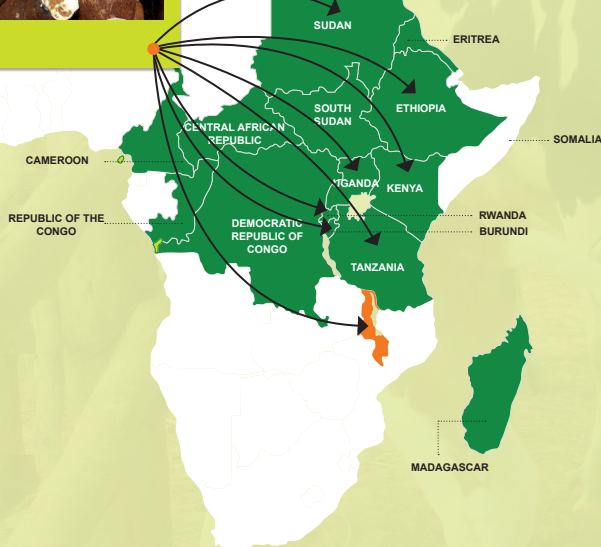 SUDAN
ERITREA
SOUTH
SUDAN
ETHIOPIA
CENTRAL AFRICAN
REPUBLIC
SOMALIA
CAMEROON
UGANDA
KENYA
REPUBLIC OF THE
CONGO
RWANDA
DEMOCRATIC
REPUBLIC OF
CONGO
BURUNDI
TANZANIA
MADAGASCAR